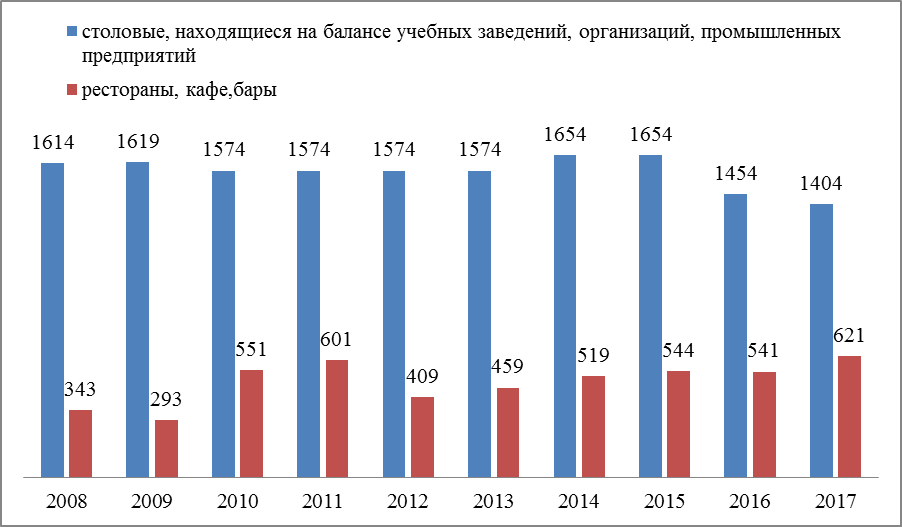 столовые, находящиеся на балансе учебных заведений, организаций, промышленных
предприятий
рестораны, кафе,бары
1614 1619 1574 1574 1574 1574 1654 1654 1454 1404
343 293 551 601 409 459 519 544 541 621
2008 2009 2010 2011 2012 2013 2014 2015 2016 2017